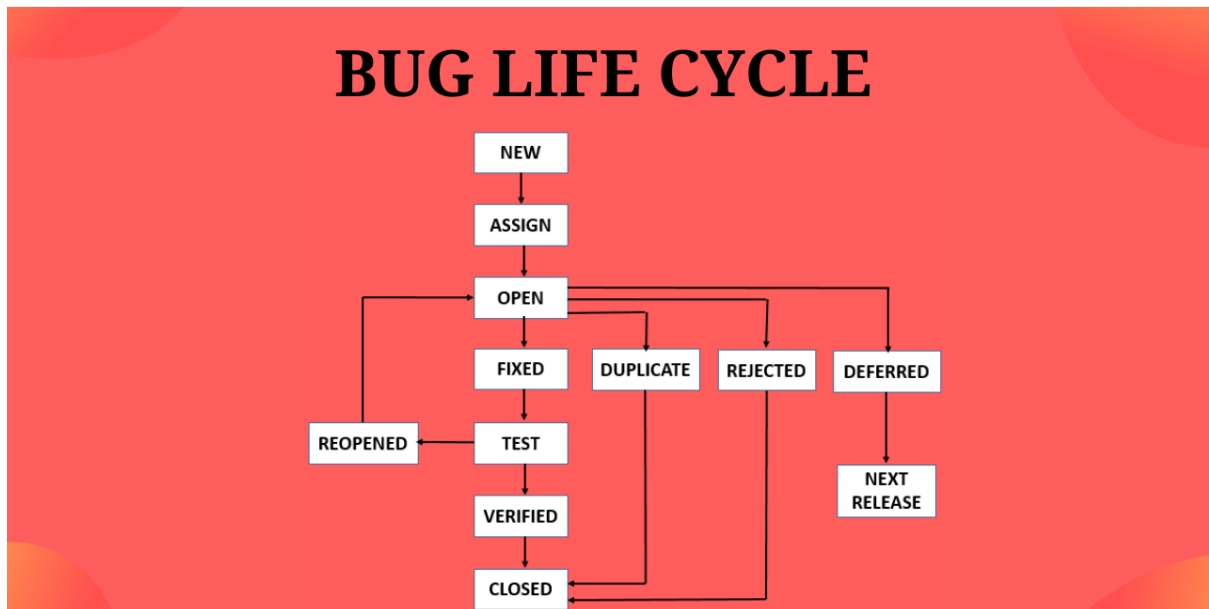 BUG LIFE CYCLE
NEW
ASSIGN
OPEN
FIXED
DUPLICATE
REJECTED
DEFERRED
REOPENED
TEST
NEXT
RELEASE
VERIFIED
CLOSED